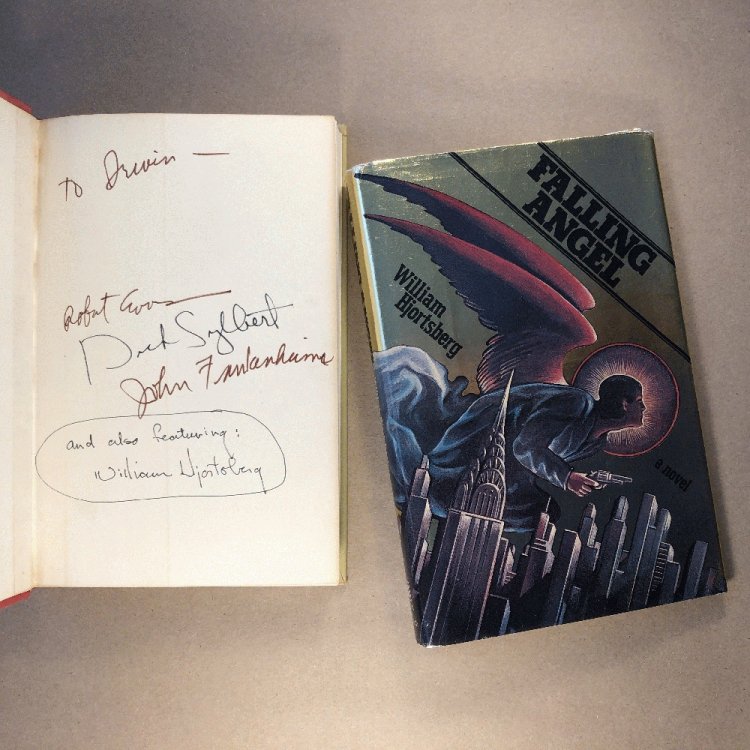 To Irwin —
Robert Evans
Dick Sylbert
John Frankenheimer
and also featuring:
William Hjortsberg
FALLING
ANGEL
William
Hjortsberg
a novel